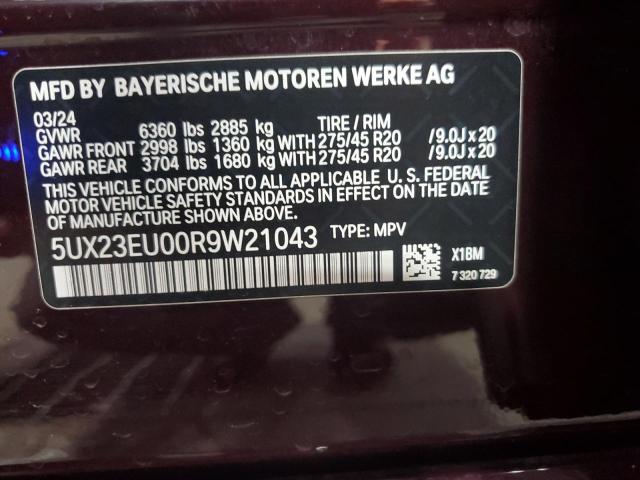 MFD BY BAYERISCHE MOTOREN WERKE AG
03/24
GVWR 6360 lbs 2885 kg TIRE / RIM
GAWR FRONT 2998 lbs 1360 kg WITH 275/45 R20 /9.0J x 20
GAWR REAR 3704 lbs 1680 kg WITH 275/45 R20 /9.0J x 20
THIS VEHICLE CONFORMS TO ALL APPLICABLE U. S. FEDERAL
MOTOR VEHICLE SAFETY STANDARDS IN EFFECT ON THE DATE
OF MANUFACTURE SHOWN ABOVE.
5UX23EU00R9W21043 TYPE: MPV
X1BM
7 320 729